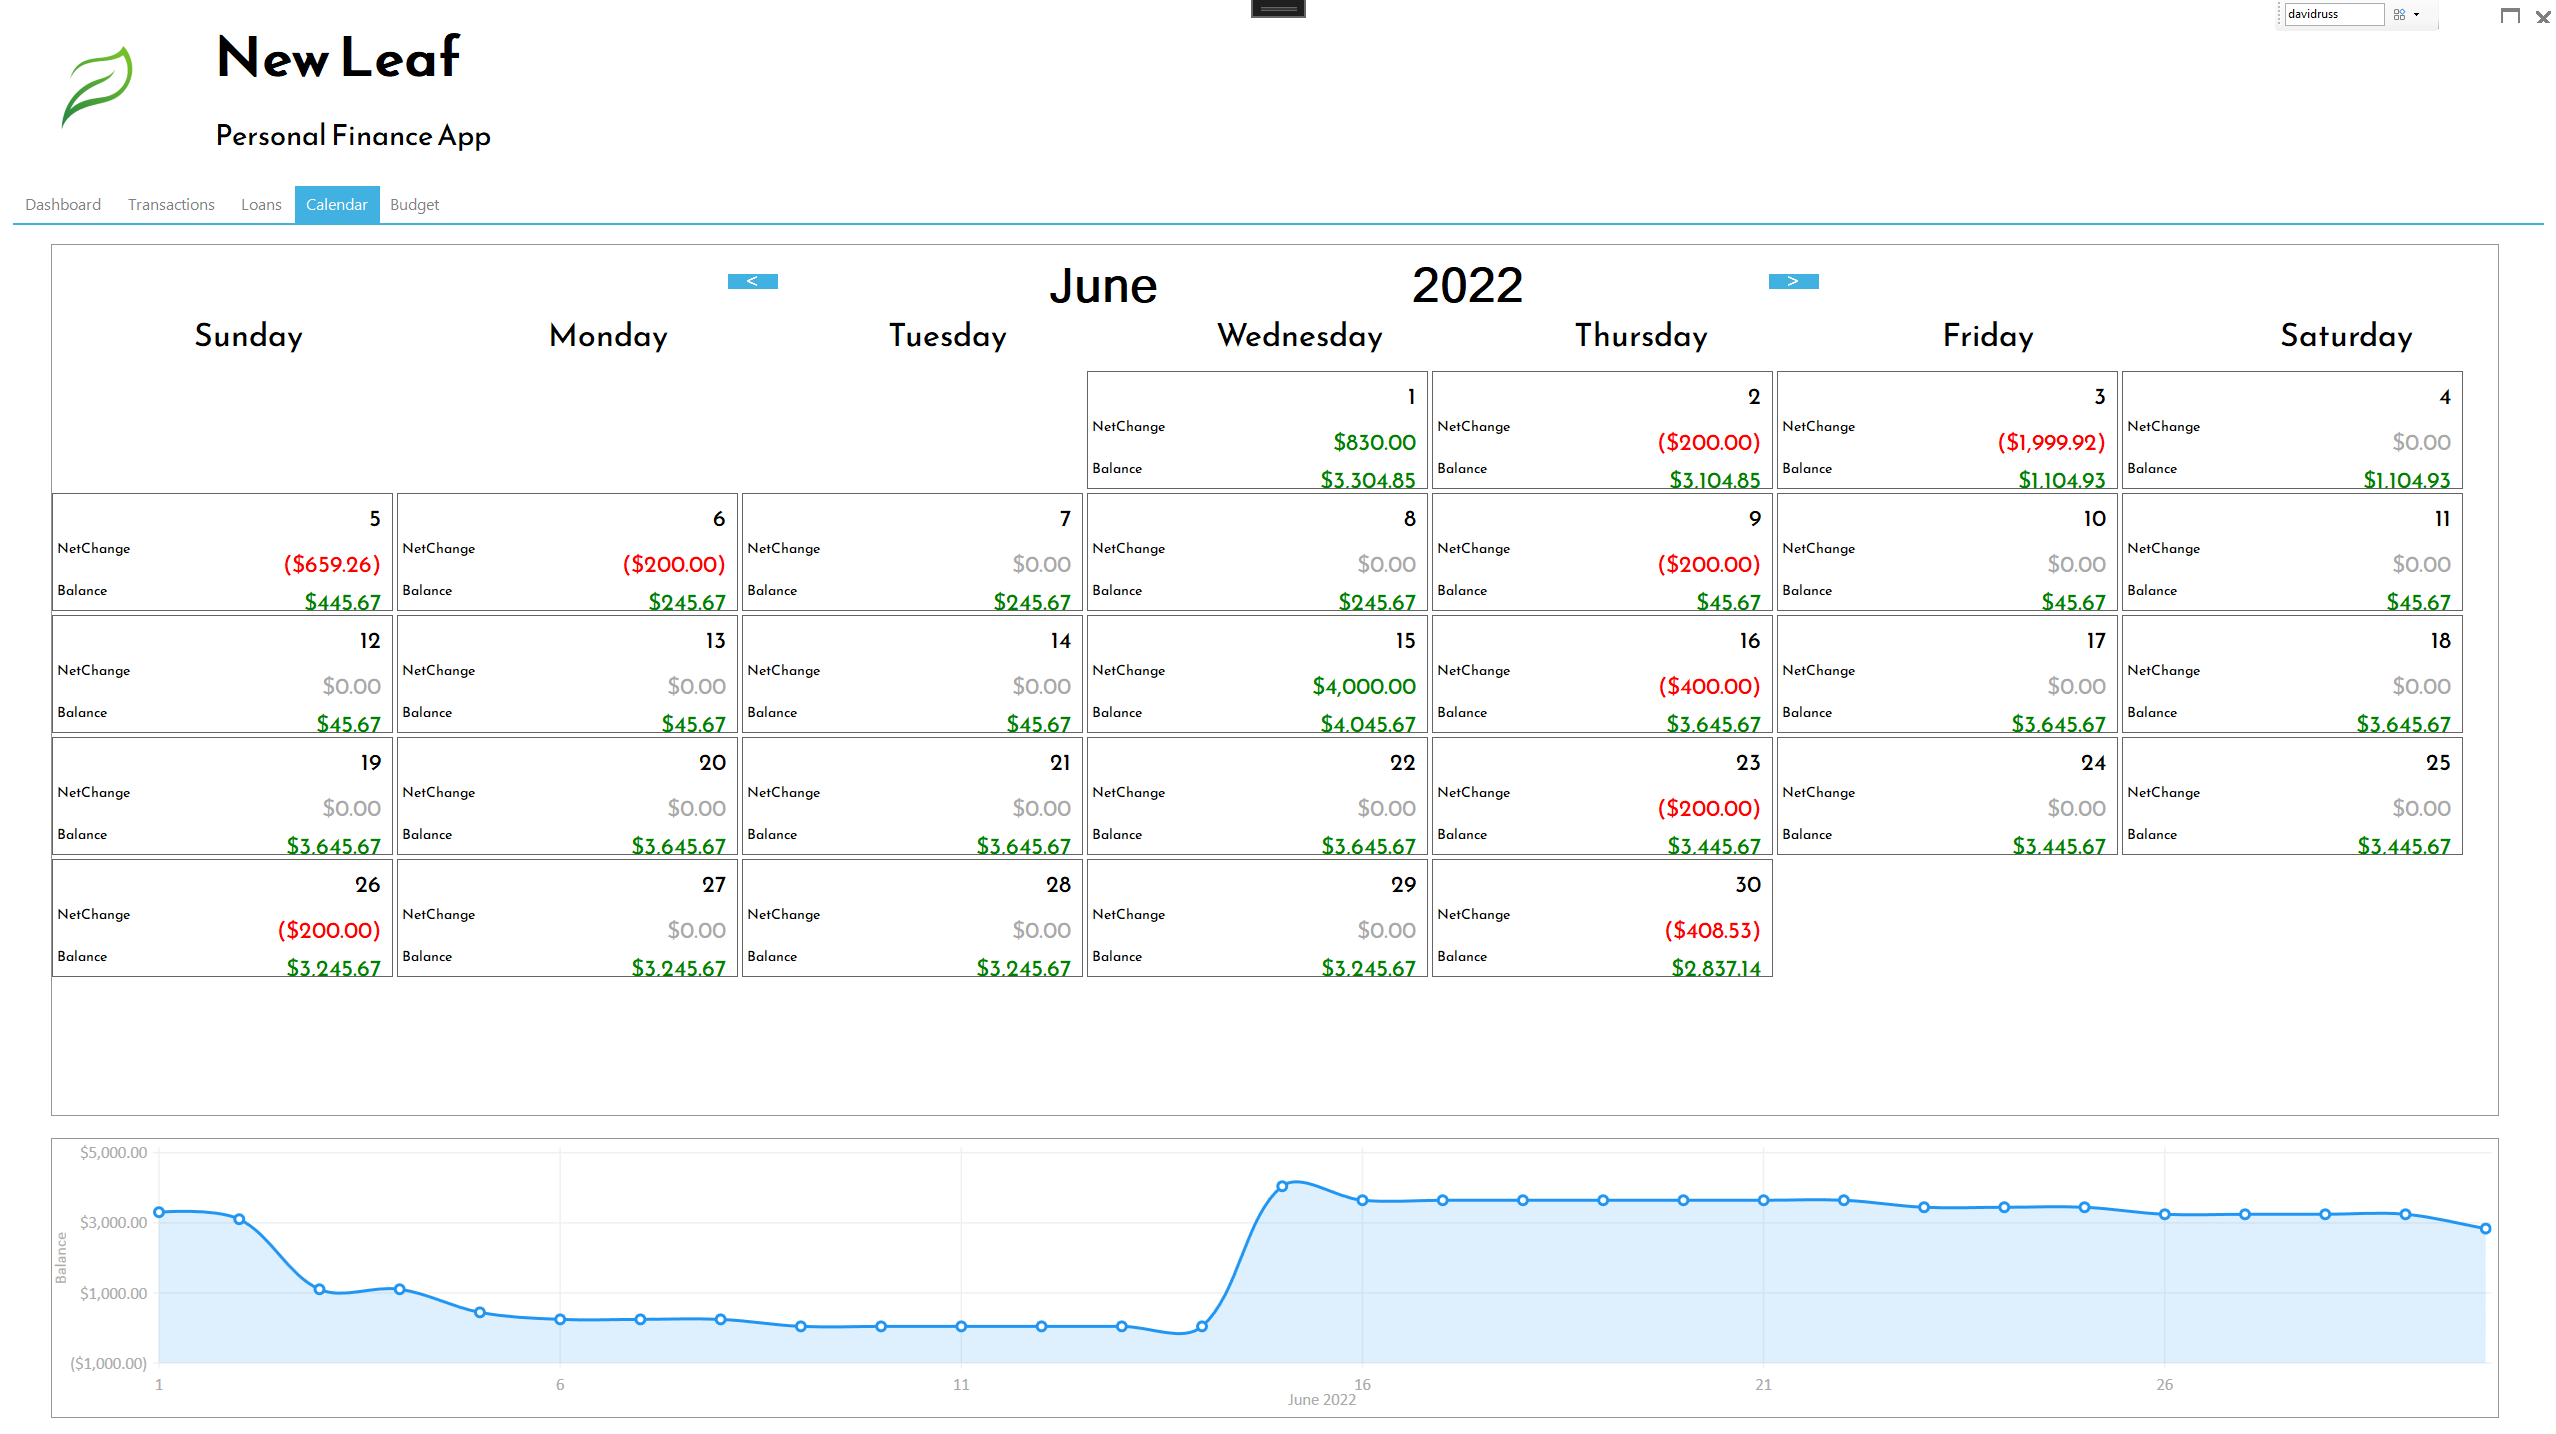 davidruss
New Leaf
Personal Finance App
Dashboard Transactions Loans Calendar Budget
< June 2022 >
Sunday Monday Tuesday Wednesday Thursday Friday Saturday
1 2 3 4
NetChange NetChange NetChange NetChange
$830.00 ($200.00) ($1,999.92) $0.00
Balance Balance Balance Balance
$3,304.85 $3,104.85 $1,104.93 $1,104.93
5 6 7 8 9 10 11
NetChange NetChange NetChange NetChange NetChange NetChange NetChange
($659.26) ($200.00) $0.00 $0.00 ($200.00) $0.00 $0.00
Balance Balance Balance Balance Balance Balance Balance
$445.67 $245.67 $245.67 $245.67 $45.67 $45.67 $45.67
12 13 14 15 16 17 18
NetChange NetChange NetChange NetChange NetChange NetChange NetChange
$0.00 $0.00 $0.00 $4,000.00 ($400.00) $0.00 $0.00
Balance Balance Balance Balance Balance Balance Balance
$45.67 $45.67 $45.67 $4,045.67 $3,645.67 $3,645.67 $3,645.67
19 20 21 22 23 24 25
NetChange NetChange NetChange NetChange NetChange NetChange NetChange
$0.00 $0.00 $0.00 $0.00 ($200.00) $0.00 $0.00
Balance Balance Balance Balance Balance Balance Balance
$3,645.67 $3,645.67 $3,645.67 $3,645.67 $3,445.67 $3,445.67 $3,445.67
26 27 28 29 30
NetChange NetChange NetChange NetChange NetChange
($200.00) $0.00 $0.00 $0.00 ($408.53)
Balance Balance Balance Balance Balance
$3,245.67 $3,245.67 $3,245.67 $3,245.67 $2,837.14
$5,000.00
$3,000.00
Balance
$1,000.00
($1,000.00)
1 6 11 16 21 26
June 2022